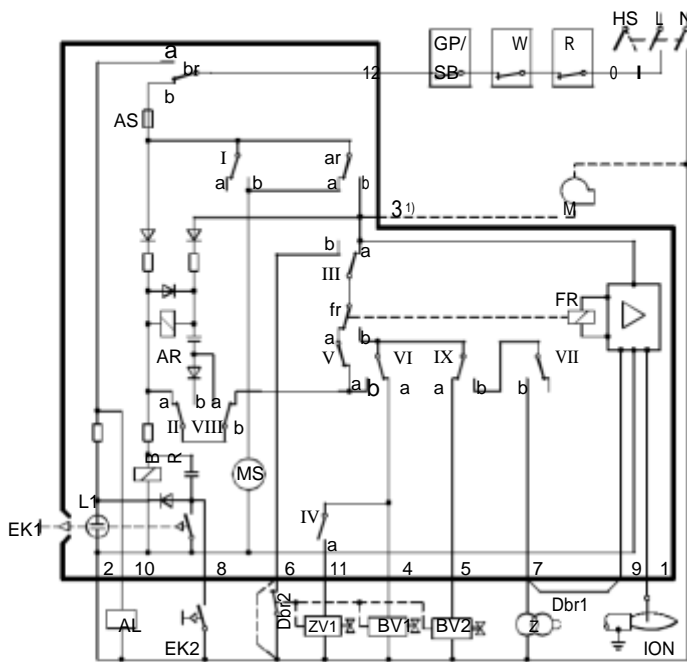 HS L N
GP/ W R
SB
12 0 I
a
br
b
AS
I ar
a b a b
3 1) M
b a
III
fr FR
a b
AR V VI IX VII
a b a a b b
a b a
II VIII b
B
R
MS
L1 IV
EK1 a
2 10 8 6 11 4 5 7 9 1
Dbr2 Dbr1
AL ZV1 BV1 BV2 Z
EK2 ION